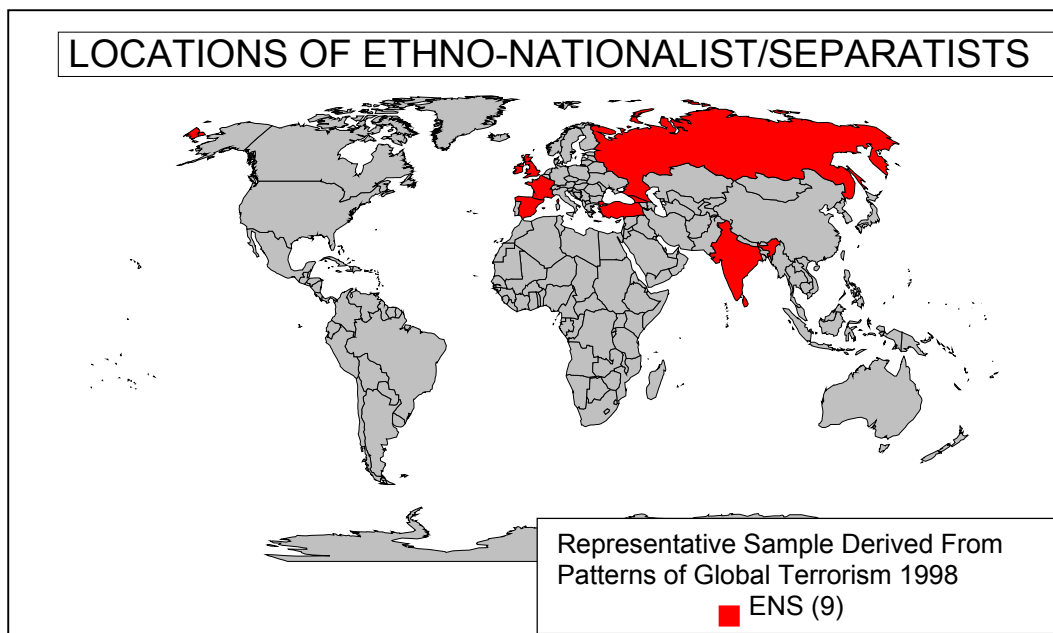 LOCATIONS OF ETHNO-NATIONALIST/SEPARATISTS
Representative Sample Derived From
Patterns of Global Terrorism 1998
ENS (9)